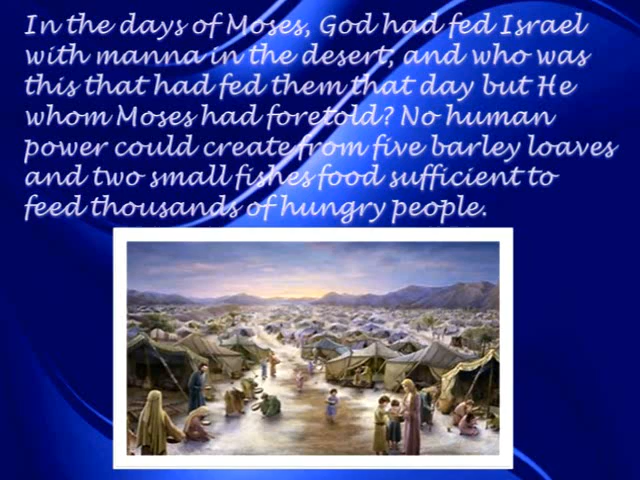 In the days of Moses, God had fed Israel
with manna in the desert, and who was
this that had fed them that day but He
whom Moses had foretold? No human
power could create from five barley loaves
and two small fishes food sufficient to
feed thousands of hungry people.